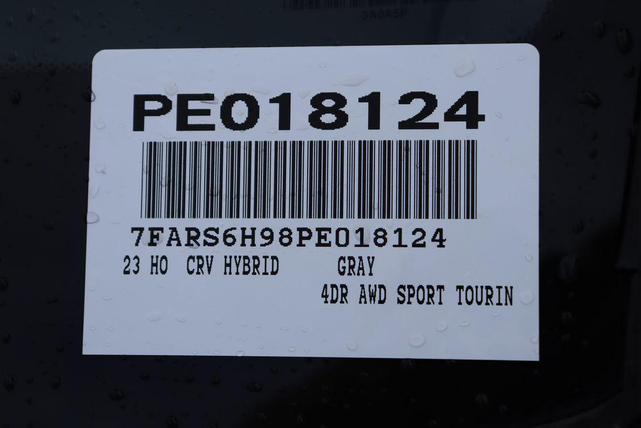 PE018124
7FARS6H98PE018124
23 HO CRV HYBRID GRAY
4DR AWD SPORT TOURIN